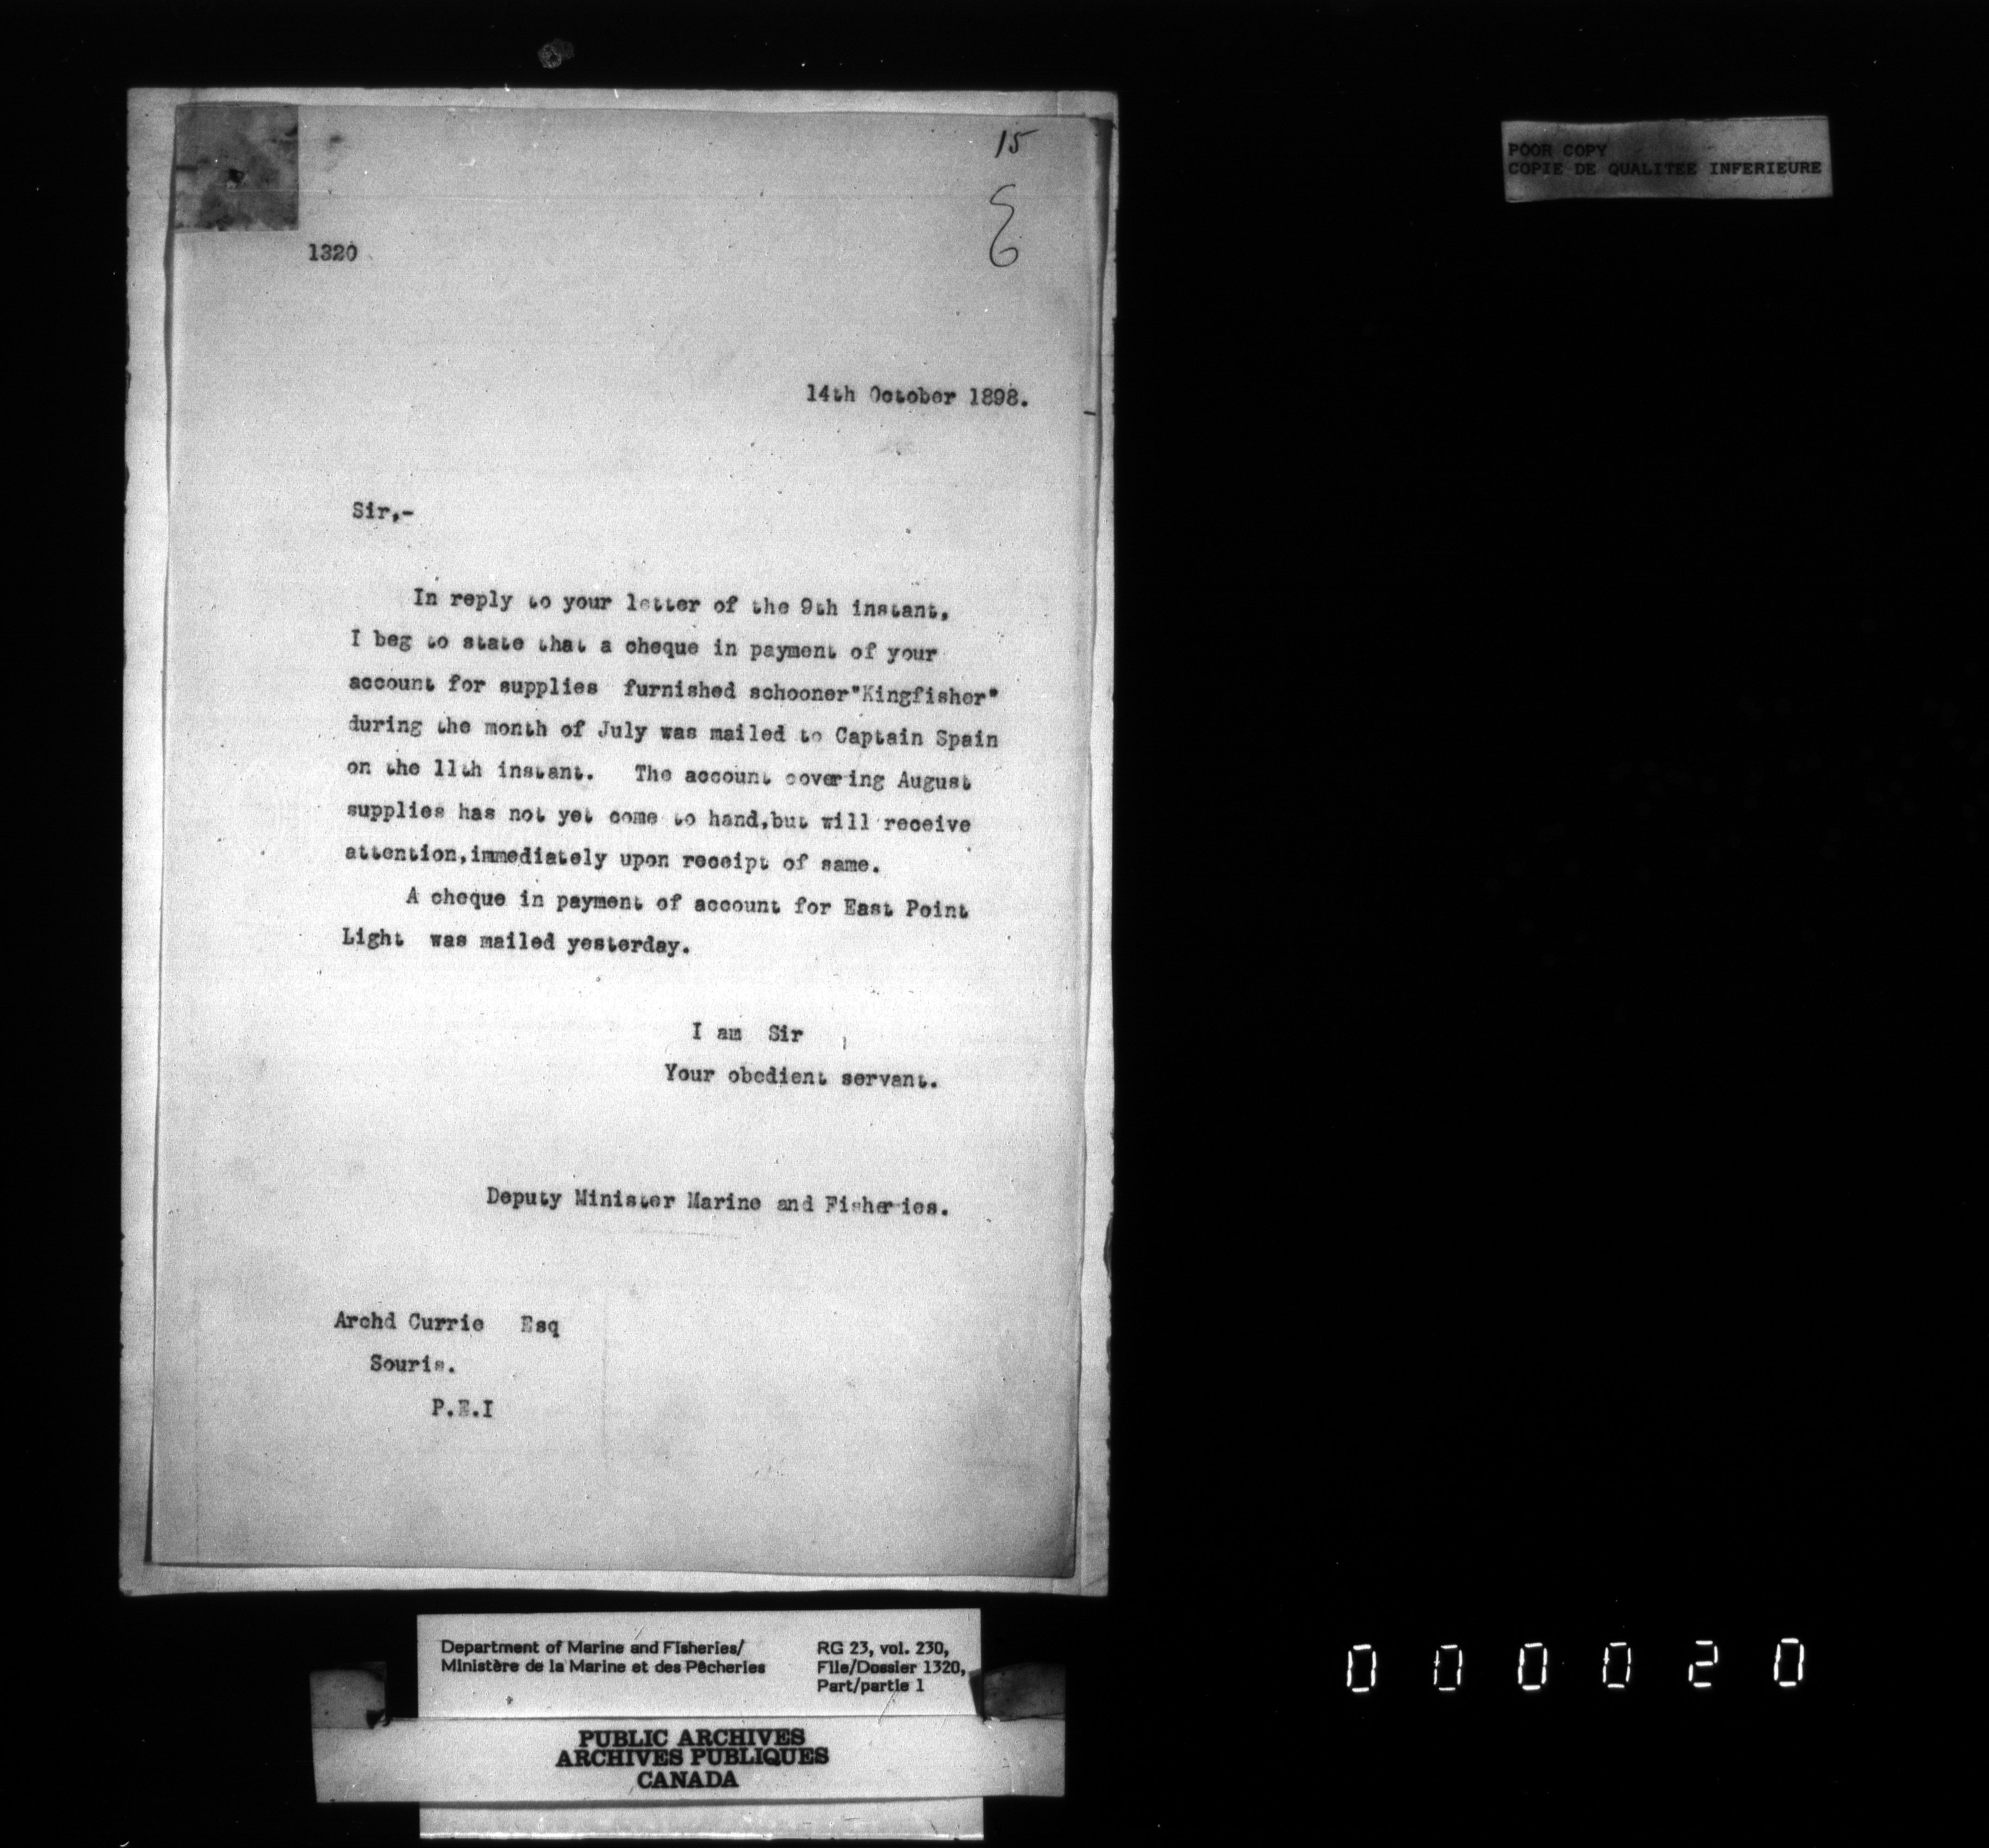 15
1320
14th October 1898.
Sir,-
In reply to your letter of the 9th instant,
I beg to state that a cheque in payment of your
account for supplies furnished schooner"Kingfisher"
during the month of July was mailed to Captain Spain
on the 11th instant. The account covering August
supplies has not yet come to hand,but will receive
attention,immediately upon receipt of same.
A cheque in payment of account for East Point
Light was mailed yesterday.
I am Sir
Your obedient servant.
Deputy Minister Marine and Fisheries.
Archd Currie Esq
Souris.
P.E.I
POOR COPY
COPIE DE QUALITEE INFERIEURE
Department of Marine and Fisheries/
Ministère de la Marine et des Pêcheries
RG 23, vol. 230,
File/Dossier 1320,
Part/partie 1
PUBLIC ARCHIVES
ARCHIVES PUBLIQUES
CANADA
000020